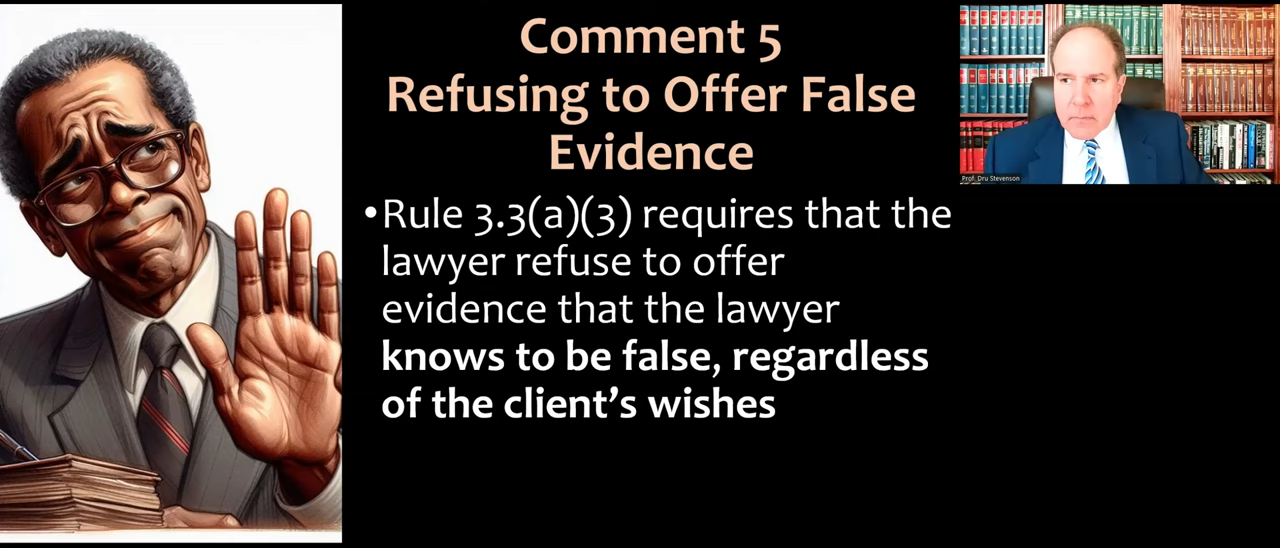 Comment 5
Refusing to Offer False
Evidence
Prof. Dru Stevenson
•Rule 3.3(a)(3) requires that the
lawyer refuse to offer
evidence that the lawyer
knows to be false, regardless
of the client’s wishes